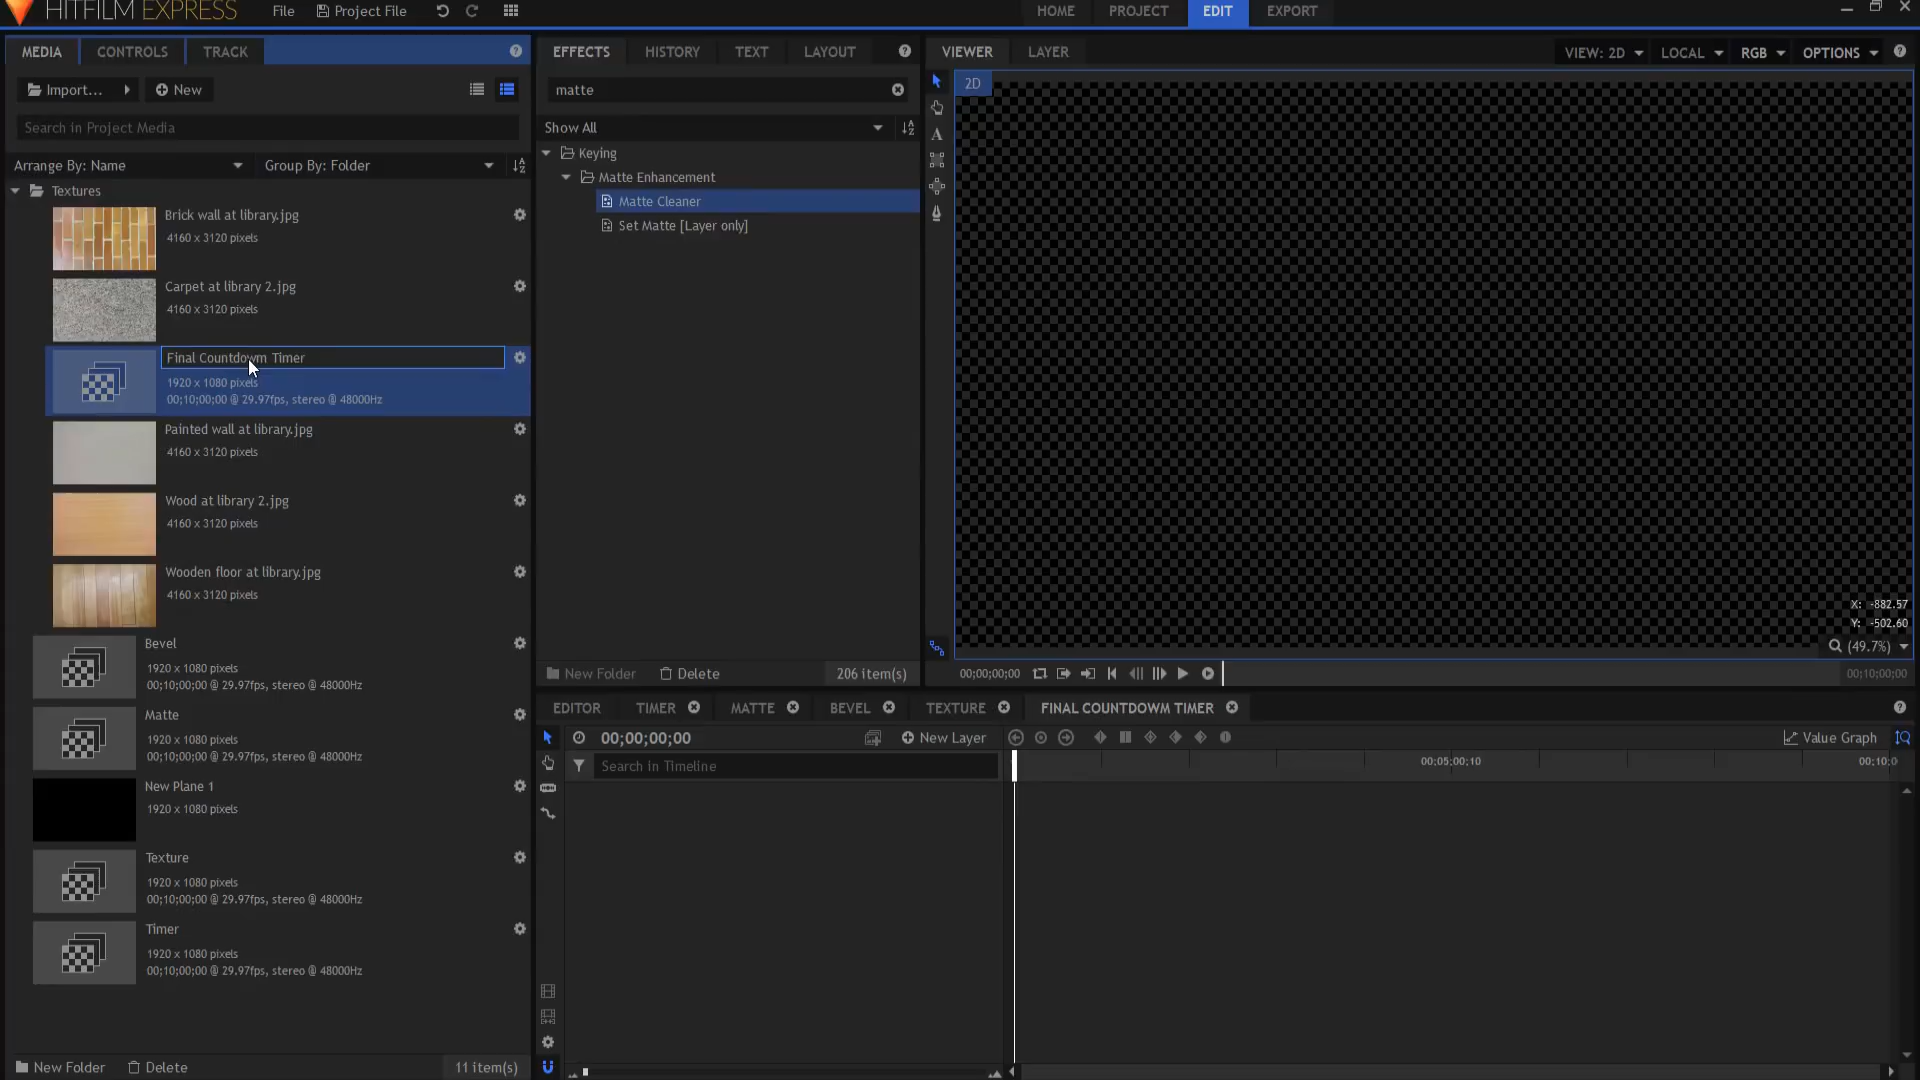 HITFILM EXPRESS
File
Project File
HOME
PROJECT
EDIT
EXPORT
MEDIA
CONTROLS
TRACK
Import...
New
Search in Project Media
Arrange By: Name
Group By: Folder
Textures
Brick wall at library.jpg
4160 x 3120 pixels
Carpet at library 2.jpg
4160 x 3120 pixels
Final Countdowm Timer
1920 x 1080 pixels
00;10;00;00 @ 29.97fps, stereo @ 48000Hz
Painted wall at library.jpg
4160 x 3120 pixels
Wood at library 2.jpg
4160 x 3120 pixels
Wooden floor at library.jpg
4160 x 3120 pixels
Bevel
1920 x 1080 pixels
00;10;00;00 @ 29.97fps, stereo @ 48000Hz
Matte
1920 x 1080 pixels
00;10;00;00 @ 29.97fps, stereo @ 48000Hz
New Plane 1
1920 x 1080 pixels
Texture
1920 x 1080 pixels
00;10;00;00 @ 29.97fps, stereo @ 48000Hz
Timer
1920 x 1080 pixels
00;10;00;00 @ 29.97fps, stereo @ 48000Hz
New Folder
Delete
11 item(s)
EFFECTS
HISTORY
TEXT
LAYOUT
matte
Show All
Keying
Matte Enhancement
Matte Cleaner
Set Matte [Layer only]
New Folder
Delete
206 item(s)
VIEWER
LAYER
VIEW: 2D
LOCAL
RGB
OPTIONS
2D
A
X: -882.57
Y: -502.60
(49.7%)
00;00;00;00
00;10;00;00
EDITOR
TIMER
MATTE
BEVEL
TEXTURE
FINAL COUNTDOWM TIMER
00;00;00;00
New Layer
Value Graph
Search in Timeline
00;05;00;10
00;10;0